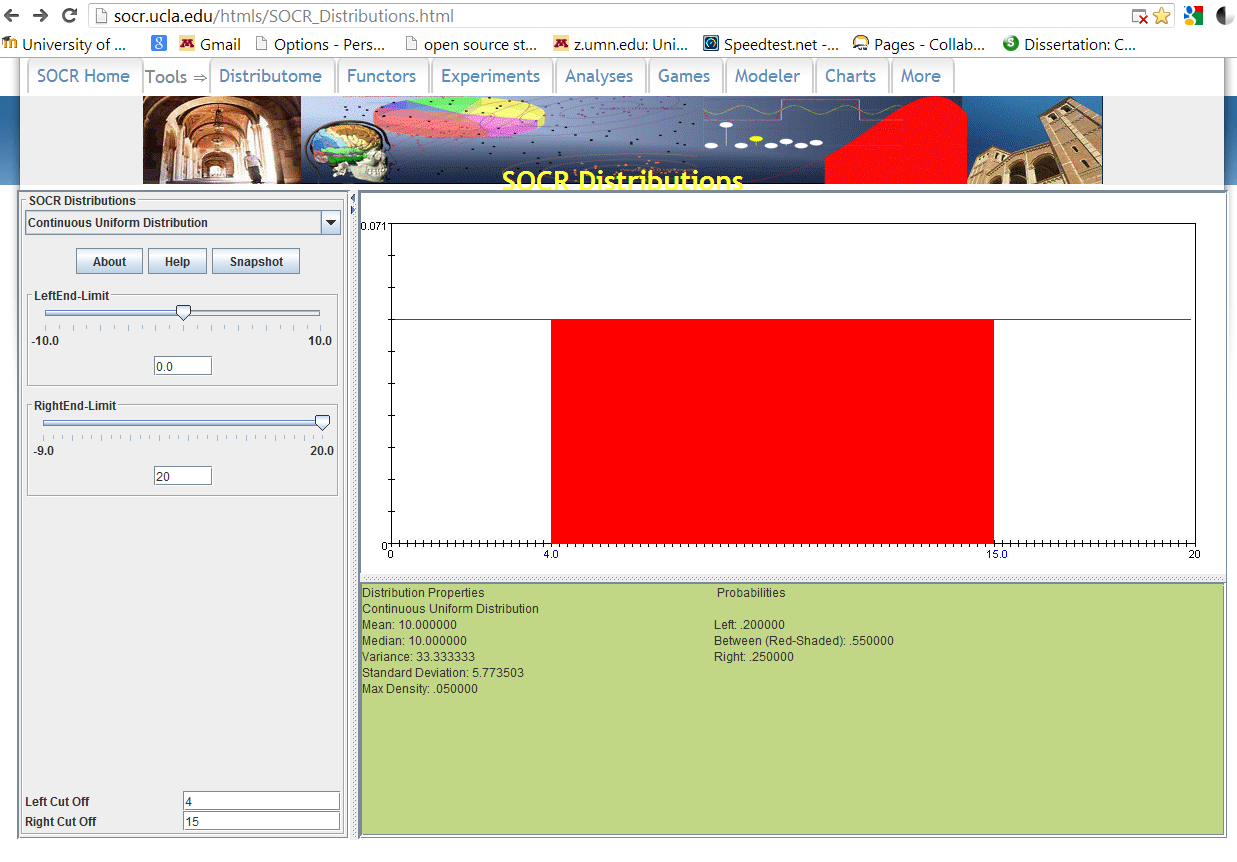 socr.ucla.edu/htmls/SOCR_Distributions.html
University of ... Gmail Options - Pers... open source st... z.umn.edu: Uni... Speedtest.net -... Pages - Collab... Dissertation: C...
SOCR Home Tools ⇒ Distributome Functors Experiments Analyses Games Modeler Charts More
SOCR Distributions
SOCR Distributions
Continuous Uniform Distribution
About Help Snapshot
LeftEnd-Limit
-10.0 10.0
0.0
RightEnd-Limit
-9.0 20.0
20
Left Cut Off 4
Right Cut Off 15
0.071
0
0 4.0 15.0 20
Distribution Properties
Continuous Uniform Distribution
Mean: 10.000000
Median: 10.000000
Variance: 33.333333
Standard Deviation: 5.773503
Max Density: .050000
Probabilities
Left: .200000
Between (Red-Shaded): .550000
Right: .250000